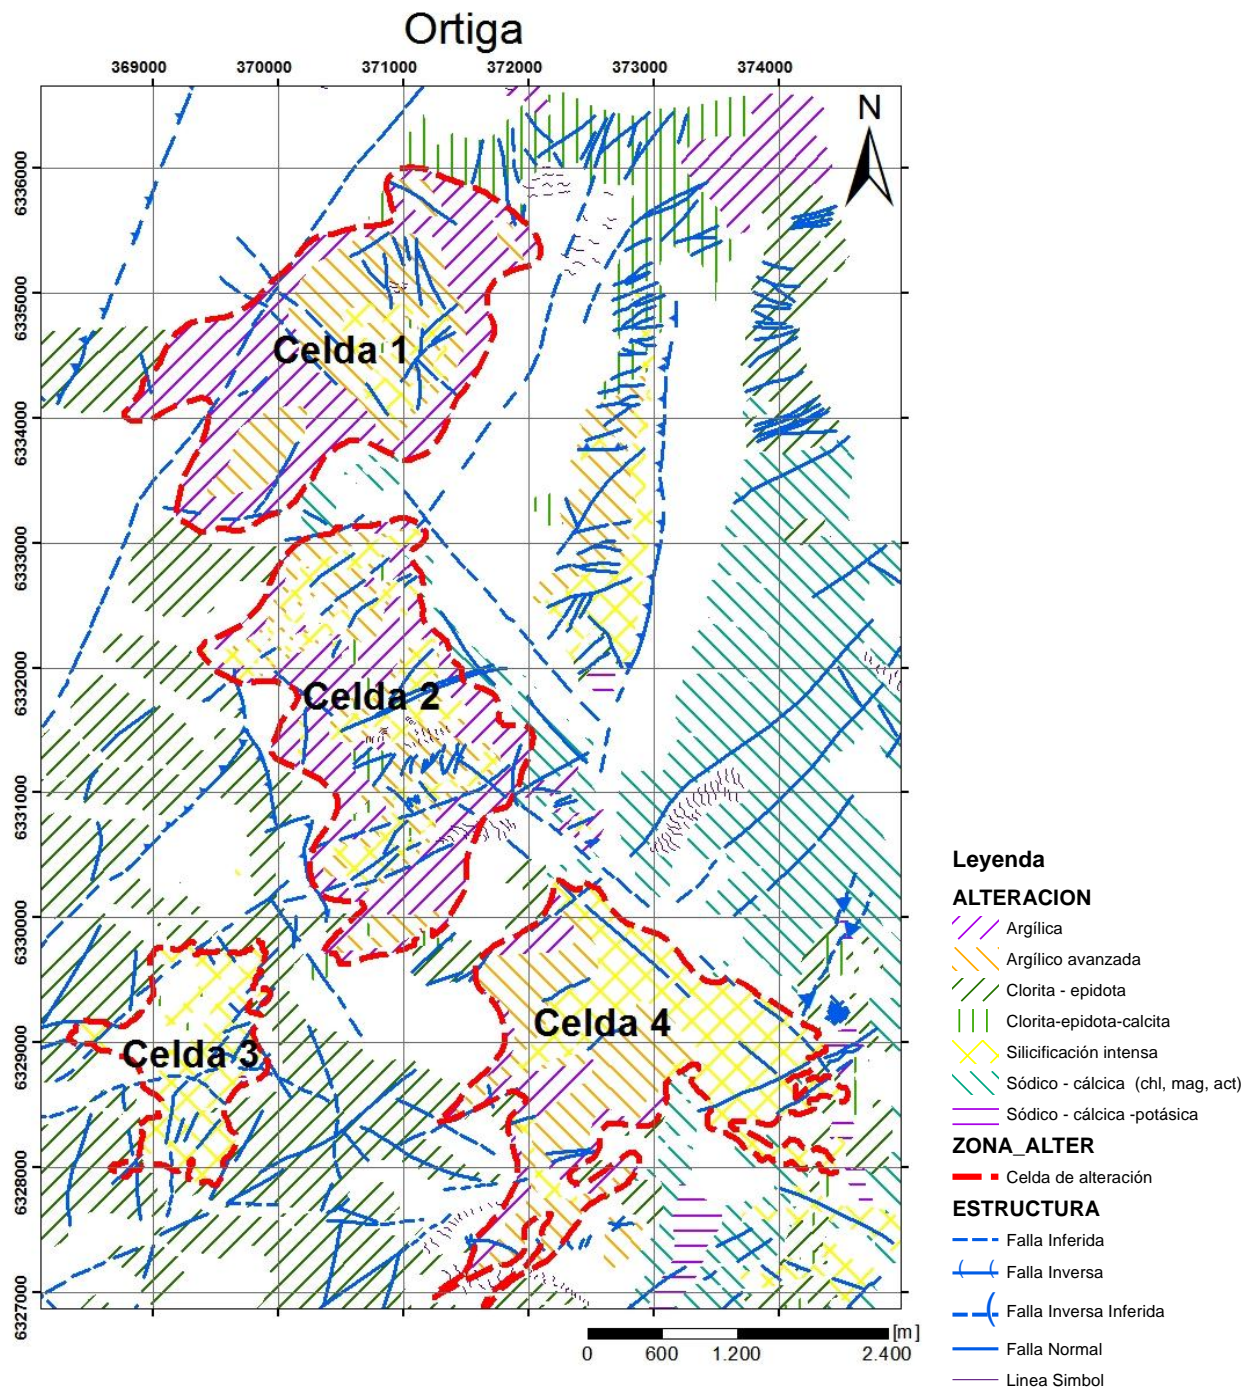 Ortiga
369000 370000 371000 372000 373000 374000
N
6336000
6335000
6334000
6333000
6332000
6331000
6330000
6329000
6328000
6327000
Celda 1
Celda 2
Celda 3
Celda 4
[m]
0 600 1.200 2.400
Leyenda
ALTERACION
Argílica
Argílico avanzada
Clorita - epidota
Clorita-epidota-calcita
Silicificación intensa
Sódico - cálcica (chl, mag, act)
Sódico - cálcica -potásica
ZONA_ALTER
Celda de alteración
ESTRUCTURA
Falla Inferida
Falla Inversa
Falla Inversa Inferida
Falla Normal
Linea Simbol